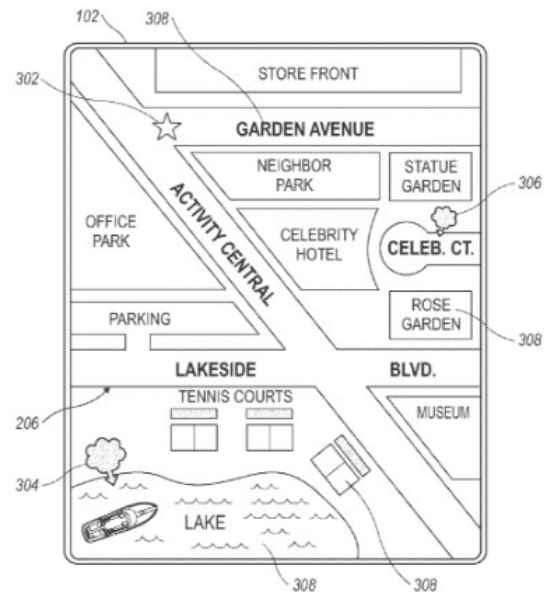 102
308
302
STORE FRONT
GARDEN AVENUE
NEIGHBOR
PARK
STATUE
GARDEN
306
ACTIVITY CENTRAL
OFFICE
PARK
CELEBRITY
HOTEL
CELEB. CT.
PARKING
ROSE
GARDEN
308
LAKESIDE BLVD.
TENNIS COURTS
206
MUSEUM
304
LAKE
308
308